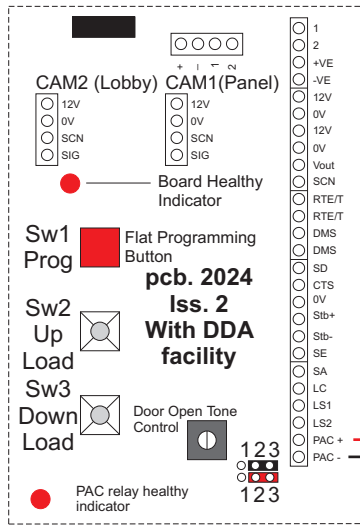 + – 1 2
CAM2 (Lobby)
12V
0V
SCN
SIG
CAM1(Panel)
12V
0V
SCN
SIG
Board Healthy
Indicator
Sw1
Prog
Flat Programming
Button
pcb. 2024
Iss. 2
With DDA
facility
Sw2
Up
Load
Sw3
Down
Load
Door Open Tone
Control
123
123
PAC relay healthy
indicator
1
2
+VE
-VE
12V
0V
12V
0V
Vout
SCN
RTE/T
RTE/T
DMS
DMS
SD
CTS
0V
Stb+
Stb-
SE
SA
LC
LS1
LS2
PAC +
PAC -